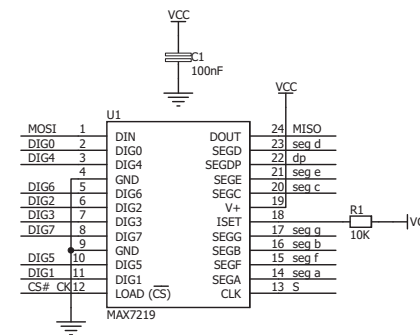 VCC
C1
100nF
VCC
U1
MOSI 1 DIN DOUT 24 MISO
DIG0 2 DIG0 SEGD 23 seg d
DIG4 3 DIG4 SEGDP 22 dp
4 GND SEGE 21 seg e
DIG6 5 DIG6 SEGC 20 seg c
DIG2 6 DIG2 V+ 19
DIG3 7 DIG3 ISET 18
DIG7 8 DIG7 SEGG 17 seg g
9 GND SEGB 16 seg b
DIG5 10 DIG5 SEGF 15 seg f
DIG1 11 DIG1 SEGA 14 seg a
CS# CK 12 LOAD (CS) CLK 13 S
MAX7219
R1
10K